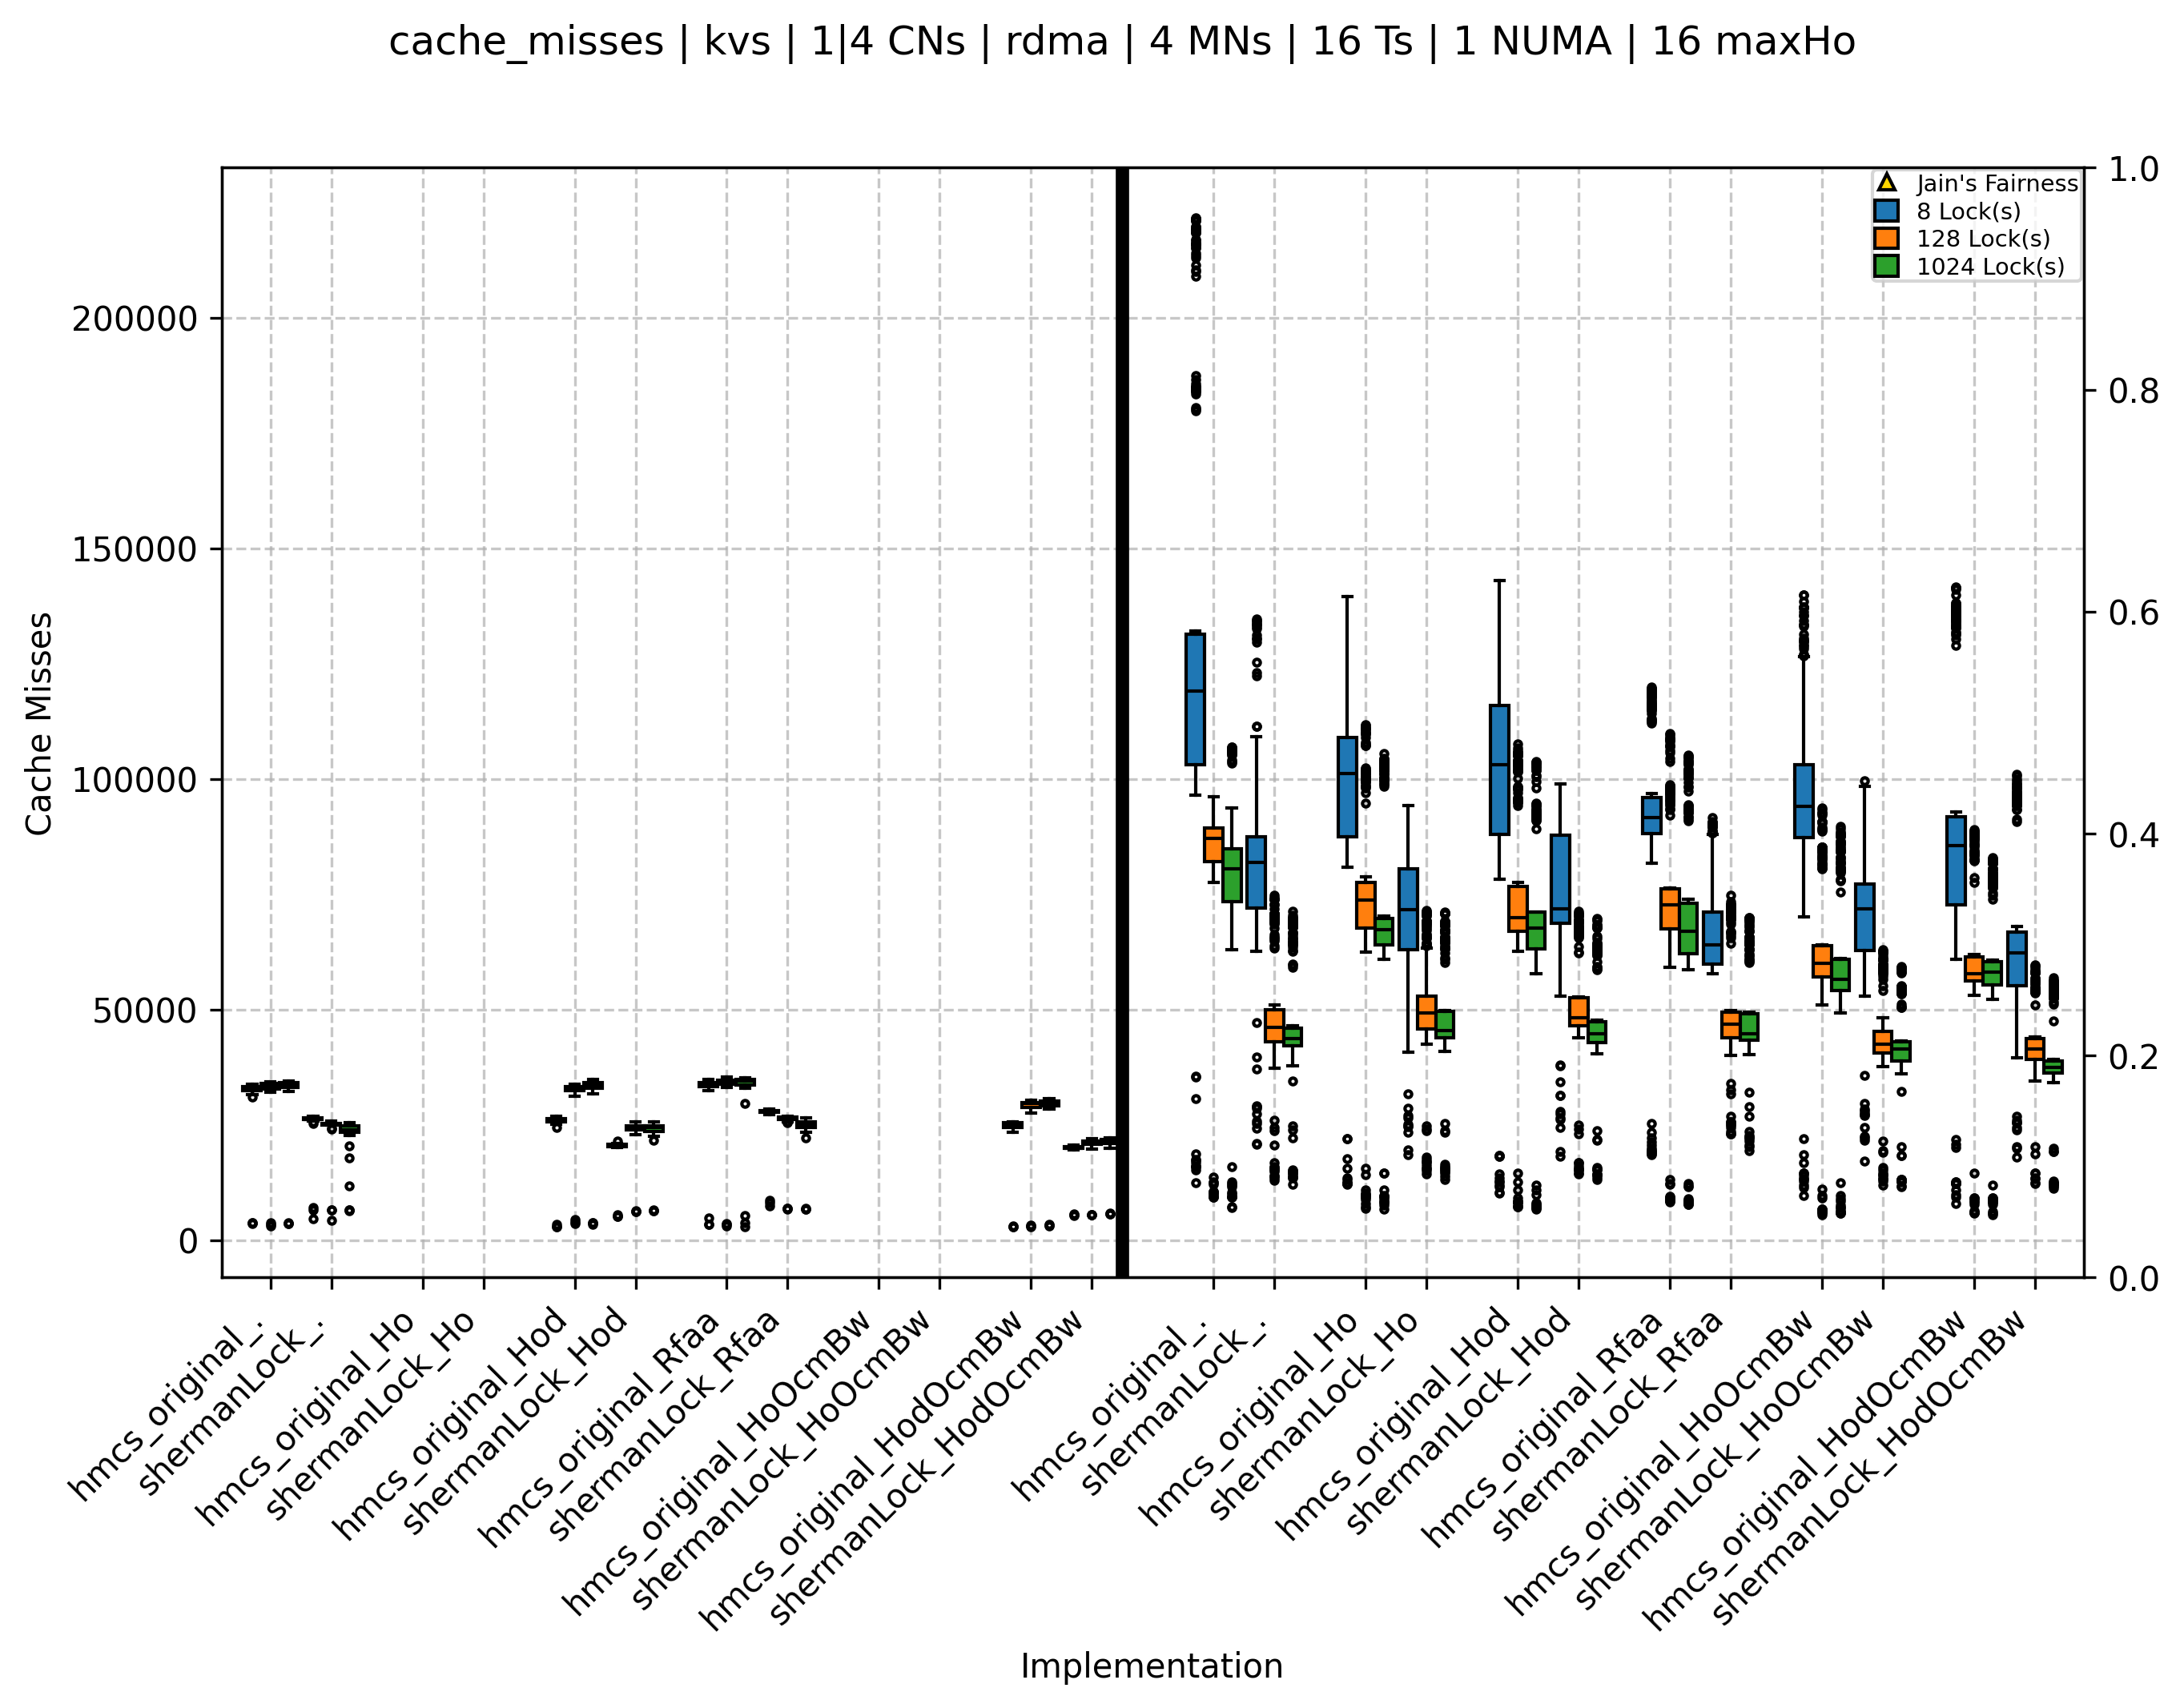 cache_misses | kvs | 1|4 CNs | rdma | 4 MNs | 16 Ts | 1 NUMA | 16 maxHo
Jain's Fairness
8 Lock(s)
128 Lock(s)
1024 Lock(s)
Cache Misses
200000
150000
100000
50000
0
1.0
0.8
0.6
0.4
0.2
0.0
hmcs_original_.
shermanLock_.
hmcs_original_Ho
shermanLock_Ho
hmcs_original_Hod
shermanLock_Hod
hmcs_original_Rfaa
shermanLock_Rfaa
hmcs_original_HoOcmBw
shermanLock_HoOcmBw
hmcs_original_HodOcmBw
shermanLock_HodOcmBw
hmcs_original_.
shermanLock_.
hmcs_original_Ho
shermanLock_Ho
hmcs_original_Hod
shermanLock_Hod
hmcs_original_Rfaa
shermanLock_Rfaa
hmcs_original_HoOcmBw
shermanLock_HoOcmBw
hmcs_original_HodOcmBw
shermanLock_HodOcmBw
Implementation